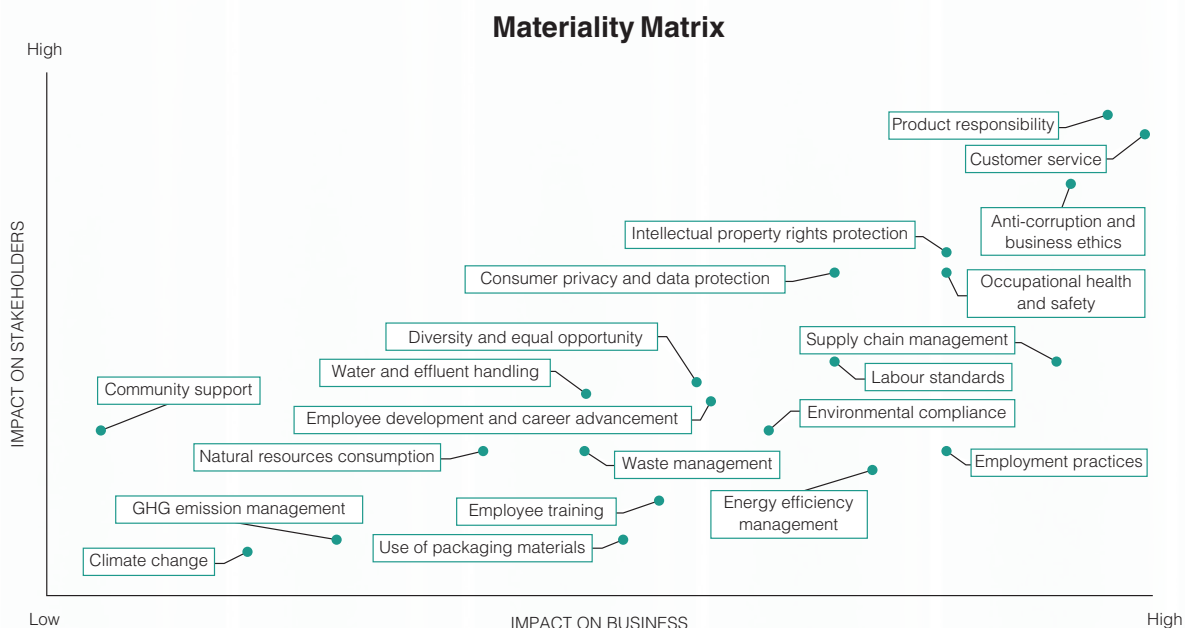 Materiality Matrix
High
IMPACT ON STAKEHOLDERS
Product responsibility
Customer service
Anti-corruption and
business ethics
Intellectual property rights protection
Consumer privacy and data protection
Occupational health
and safety
Diversity and equal opportunity
Supply chain management
Water and effluent handling
Labour standards
Community support
Employee development and career advancement
Environmental compliance
Natural resources consumption
Waste management
Employment practices
GHG emission management
Employee training
Energy efficiency
management
Use of packaging materials
Climate change
Low
IMPACT ON BUSINESS
High